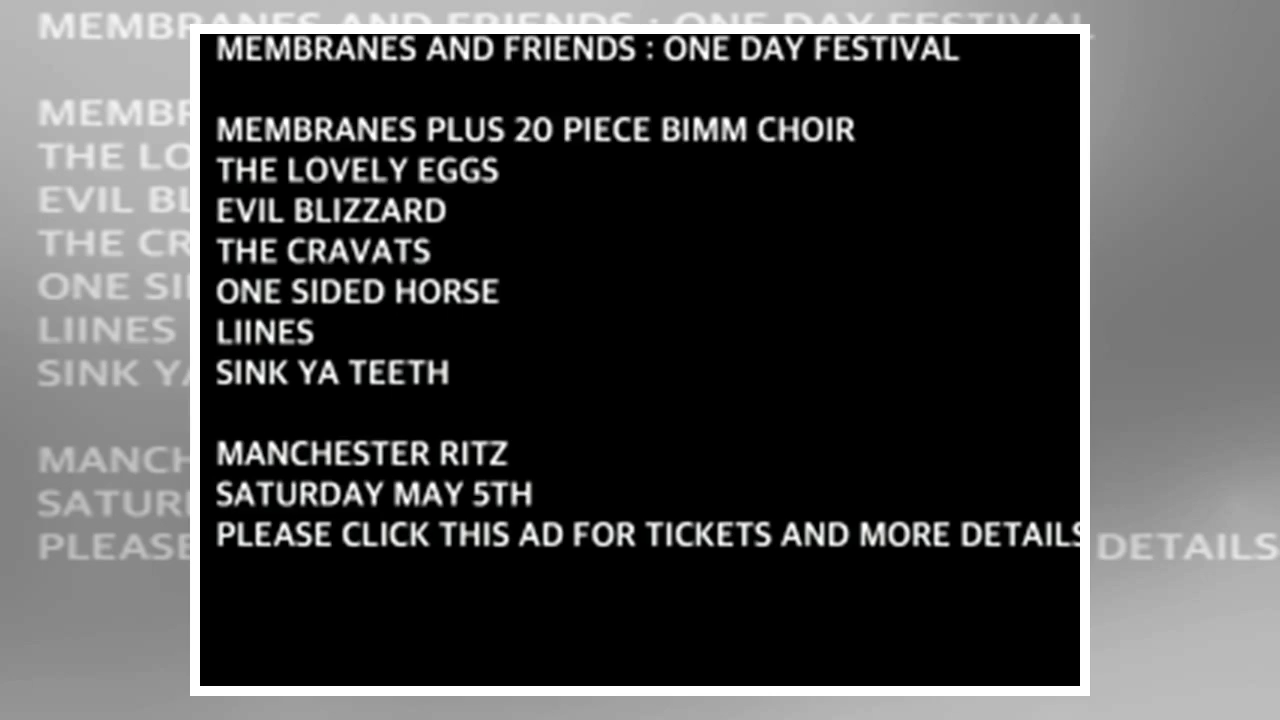 MEMBRANES AND FRIENDS : ONE DAY FESTIVAL
MEMBRANES PLUS 20 PIECE BIMM CHOIR
THE LOVELY EGGS
EVIL BLIZZARD
THE CRAVATS
ONE SIDED HORSE
LIINES
SINK YA TEETH
MANCHESTER RITZ
SATURDAY MAY 5TH
PLEASE CLICK THIS AD FOR TICKETS AND MORE DETAILS